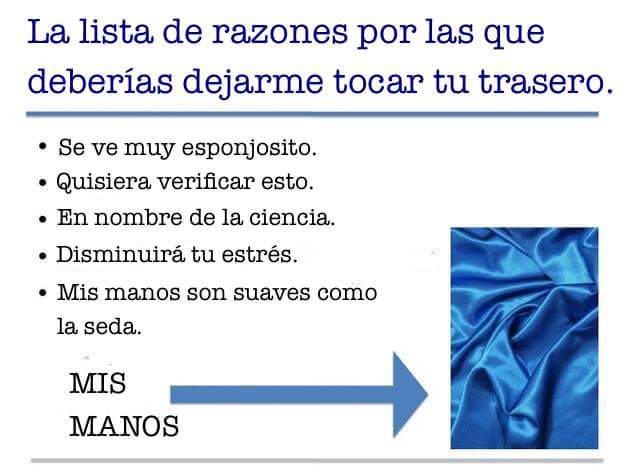 La lista de razones por las que
deberías dejarme tocar tu trasero.
• Se ve muy esponjosito.
• Quisiera verificar esto.
• En nombre de la ciencia.
• Disminuirá tu estrés.
• Mis manos son suaves como
la seda.
MIS
MANOS